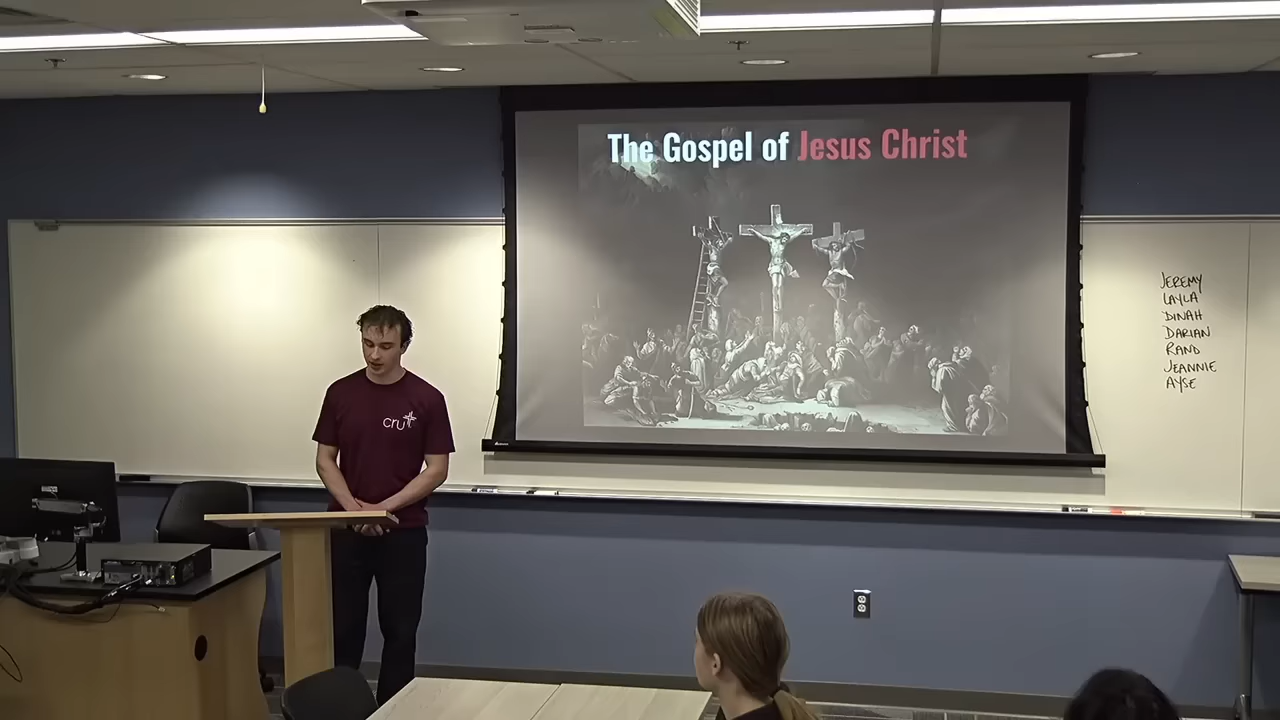 The Gospel of Jesus Christ
JEREMY
LAYLA
DINAH
DARIAN
RAND
JEANNIE
AYSE
cru